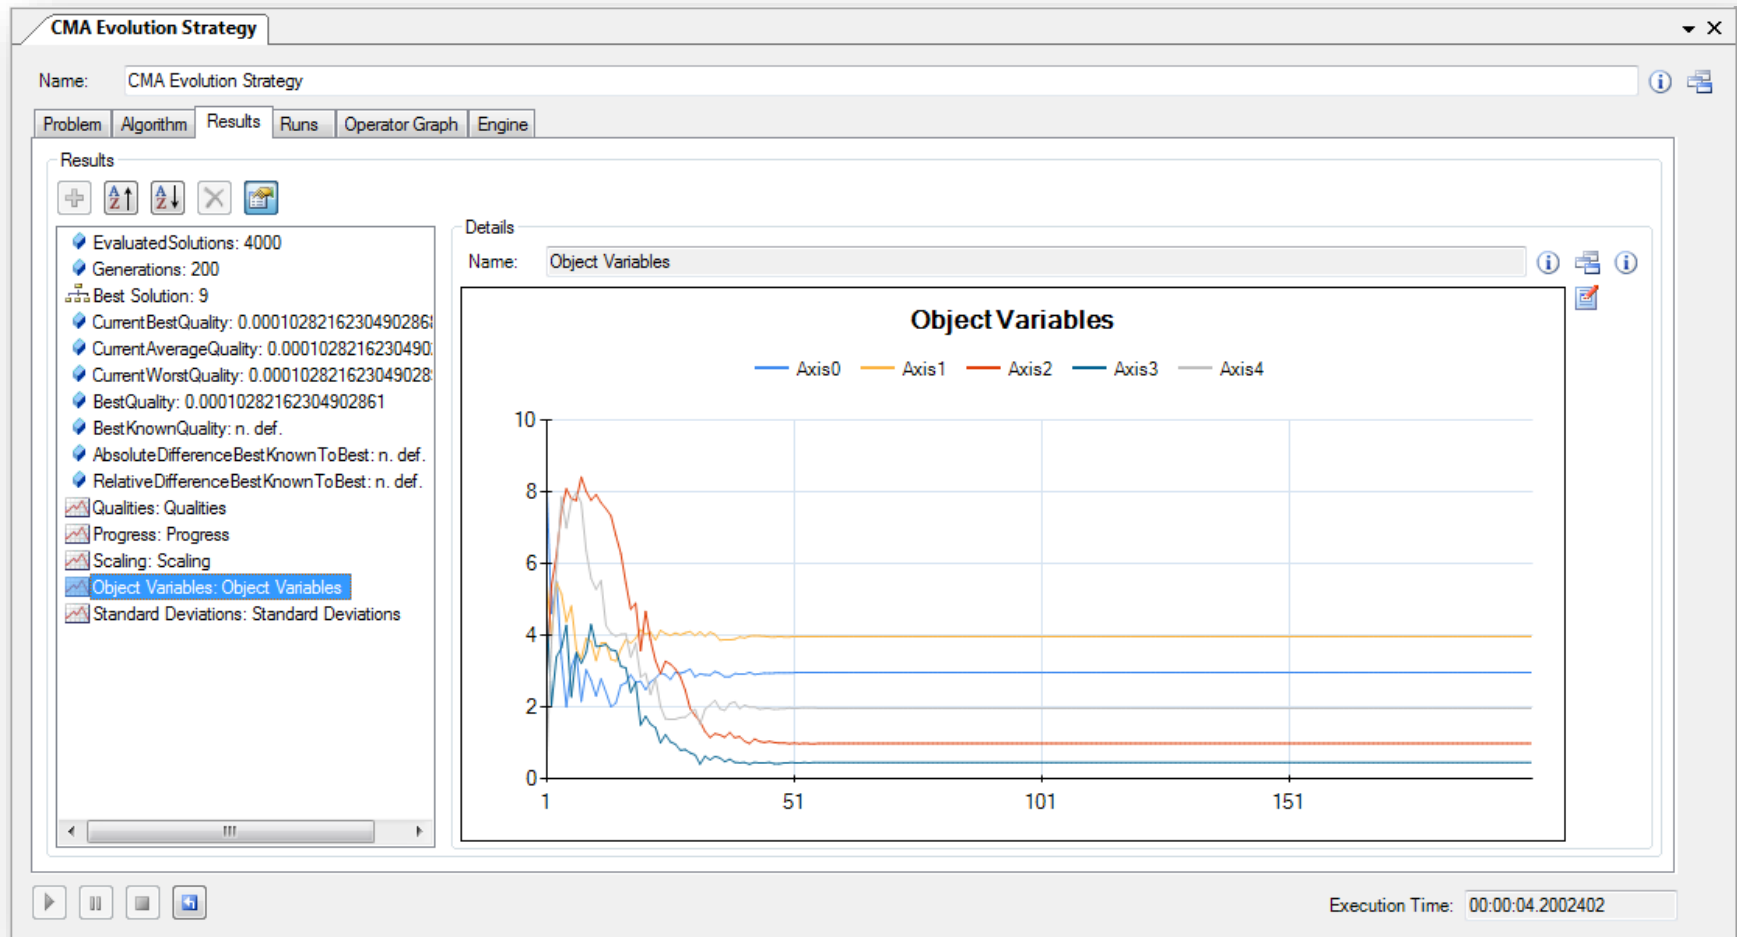 CMA Evolution Strategy
Name: CMA Evolution Strategy
Problem Algorithm Results Runs Operator Graph Engine
Results
EvaluatedSolutions: 4000
Generations: 200
Best Solution: 9
CurrentBestQuality: 0.00010282162304902868
CurrentAverageQuality: 0.0001028216230490
CurrentWorstQuality: 0.000102821623049028
BestQuality: 0.00010282162304902861
BestKnownQuality: n. def.
AbsoluteDifferenceBestKnownToBest: n. def.
RelativeDifferenceBestKnownToBest: n. def.
Qualities: Qualities
Progress: Progress
Scaling: Scaling
Object Variables: Object Variables
Standard Deviations: Standard Deviations
Details
Name: Object Variables
Object Variables
Axis0 Axis1 Axis2 Axis3 Axis4
10
8
6
4
2
0
1 51 101 151
Execution Time: 00:00:04.2002402